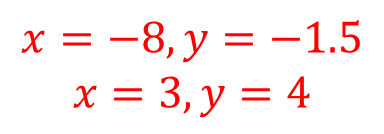 x = −8, y = −1.5
x = 3, y = 4